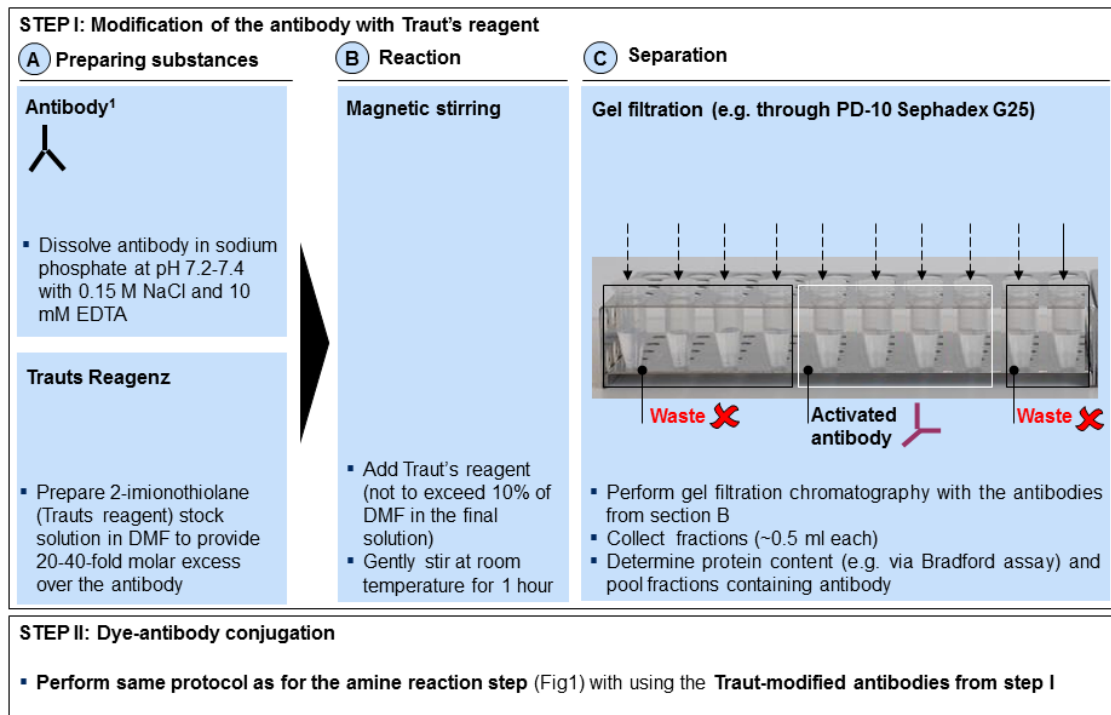 STEP I: Modification of the antibody with Traut's reagent
A Preparing substances
B Reaction
C Separation
Antibody¹
▪ Dissolve antibody in sodium
phosphate at pH 7.2-7.4
with 0.15 M NaCl and 10
mM EDTA
Trauts Reagenz
▪ Prepare 2-imionothiolane
(Trauts reagent) stock
solution in DMF to provide
20-40-fold molar excess
over the antibody
Magnetic stirring
▪ Add Traut's reagent
(not to exceed 10% of
DMF in the final
solution)
▪ Gently stir at room
temperature for 1 hour
Gel filtration (e.g. through PD-10 Sephadex G25)
Waste
Activated
antibody
Waste
▪ Perform gel filtration chromatography with the antibodies
from section B
▪ Collect fractions (~0.5 ml each)
▪ Determine protein content (e.g. via Bradford assay) and
pool fractions containing antibody
STEP II: Dye-antibody conjugation
▪ Perform same protocol as for the amine reaction step (Fig1) with using the Traut-modified antibodies from step I